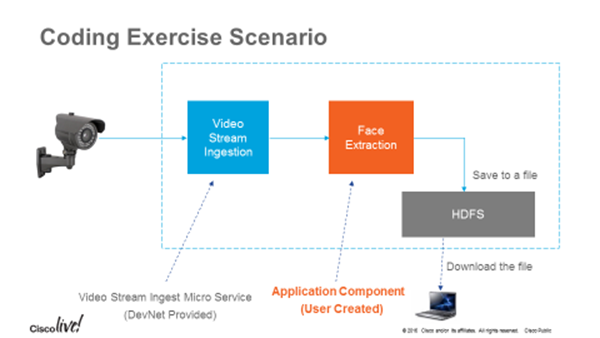 Coding Exercise Scenario
Video
Stream
Ingestion
Face
Extraction
Save to a file
HDFS
Download the file
Video Stream Ingest Micro Service
(DevNet Provided)
Application Component
(User Created)
Cisco live!
© 2016 Cisco and/or its affiliates. All rights reserved. Cisco Public